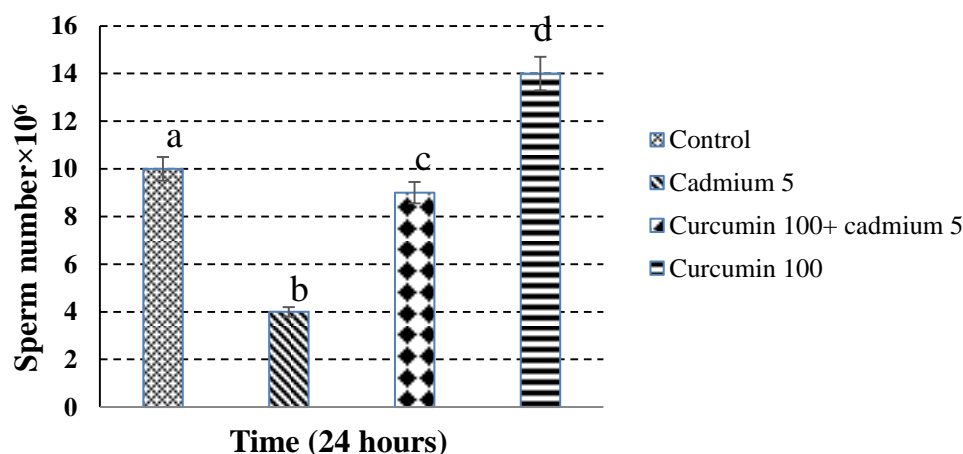 Sperm number×10⁶
16
14
12
10
8
6
4
2
0
a
b
c
d
Time (24 hours)
Control
Cadmium 5
Curcumin 100+ cadmium 5
Curcumin 100